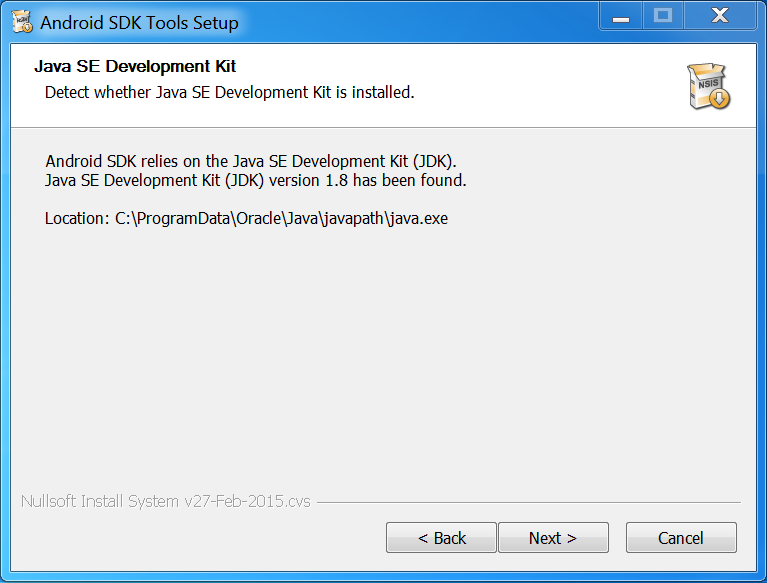 Android SDK Tools Setup
Java SE Development Kit
Detect whether Java SE Development Kit is installed.
NSIS
Android SDK relies on the Java SE Development Kit (JDK).
Java SE Development Kit (JDK) version 1.8 has been found.
Location: C:\ProgramData\Oracle\Java\javapath\java.exe
Nullsoft Install System v27-Feb-2015.cvs
< Back
Next >
Cancel